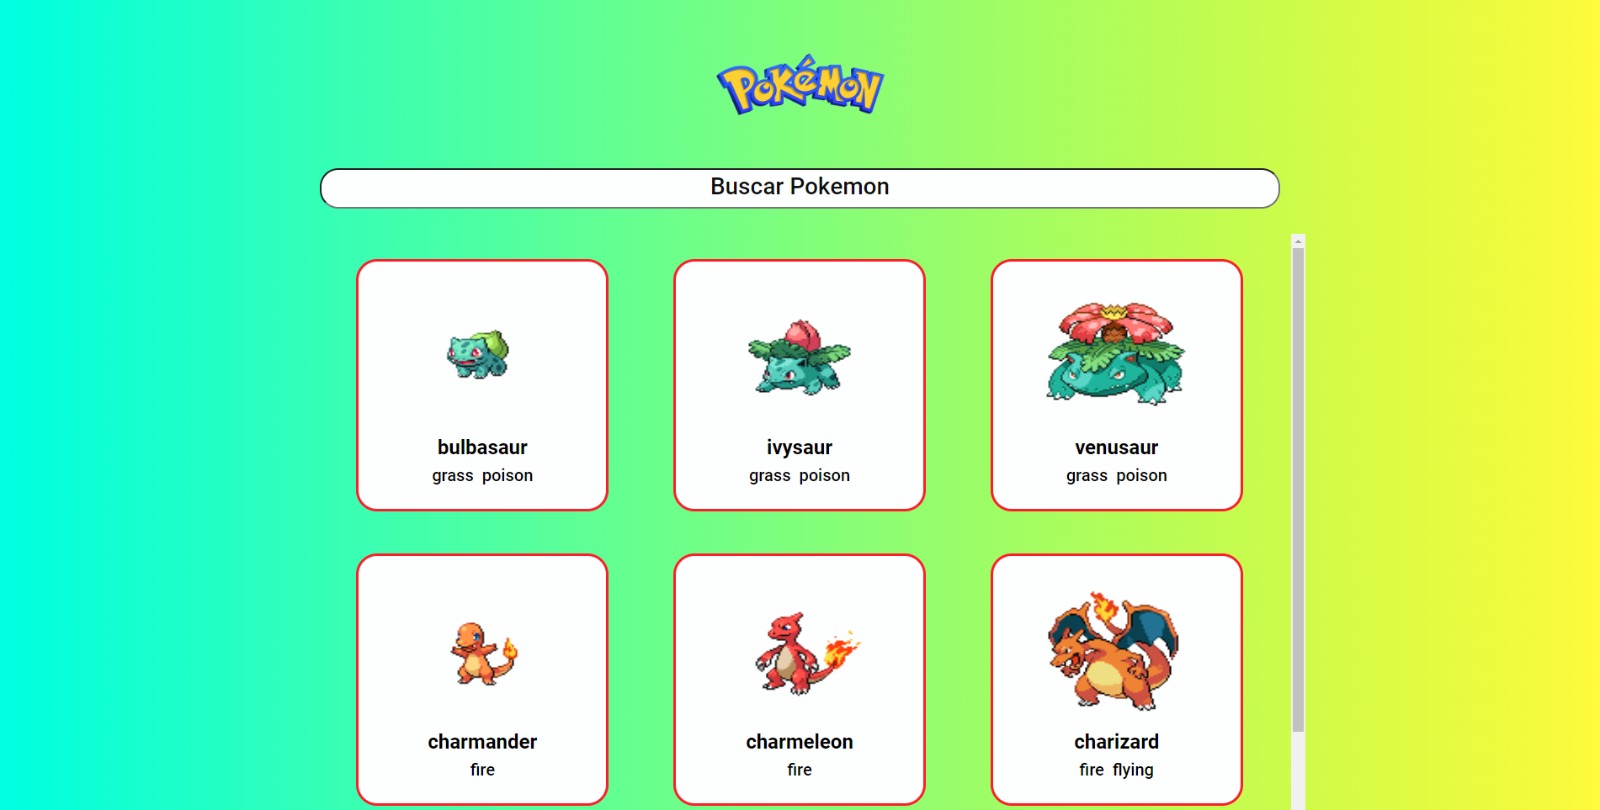 POKéMON
Buscar Pokemon
bulbasaur
grass poison
ivysaur
grass poison
venusaur
grass poison
charmander
fire
charmeleon
fire
charizard
fire flying